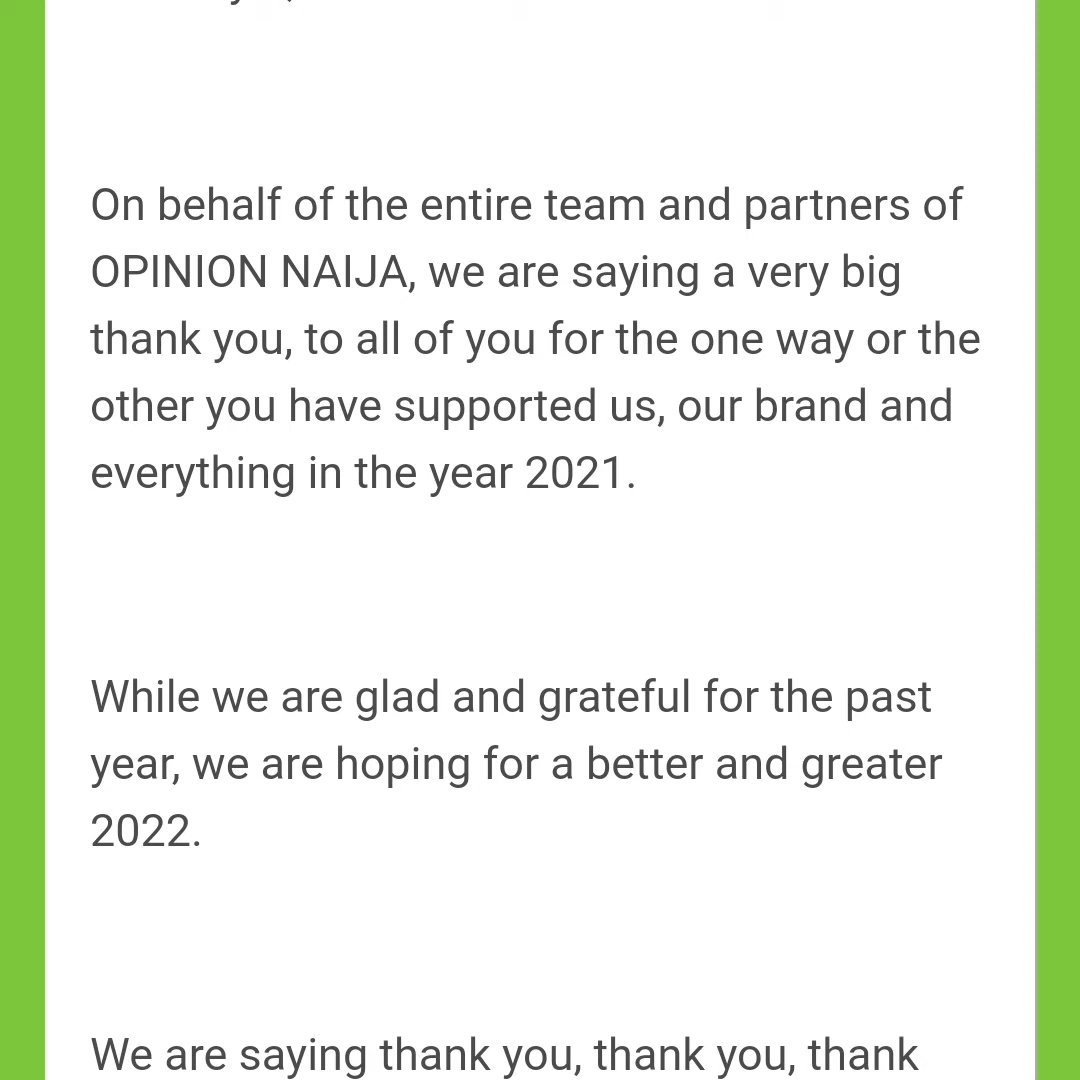 On behalf of the entire team and partners of
OPINION NAIJA, we are saying a very big
thank you, to all of you for the one way or the
other you have supported us, our brand and
everything in the year 2021.
While we are glad and grateful for the past
year, we are hoping for a better and greater
2022.
We are saying thank you, thank you, thank